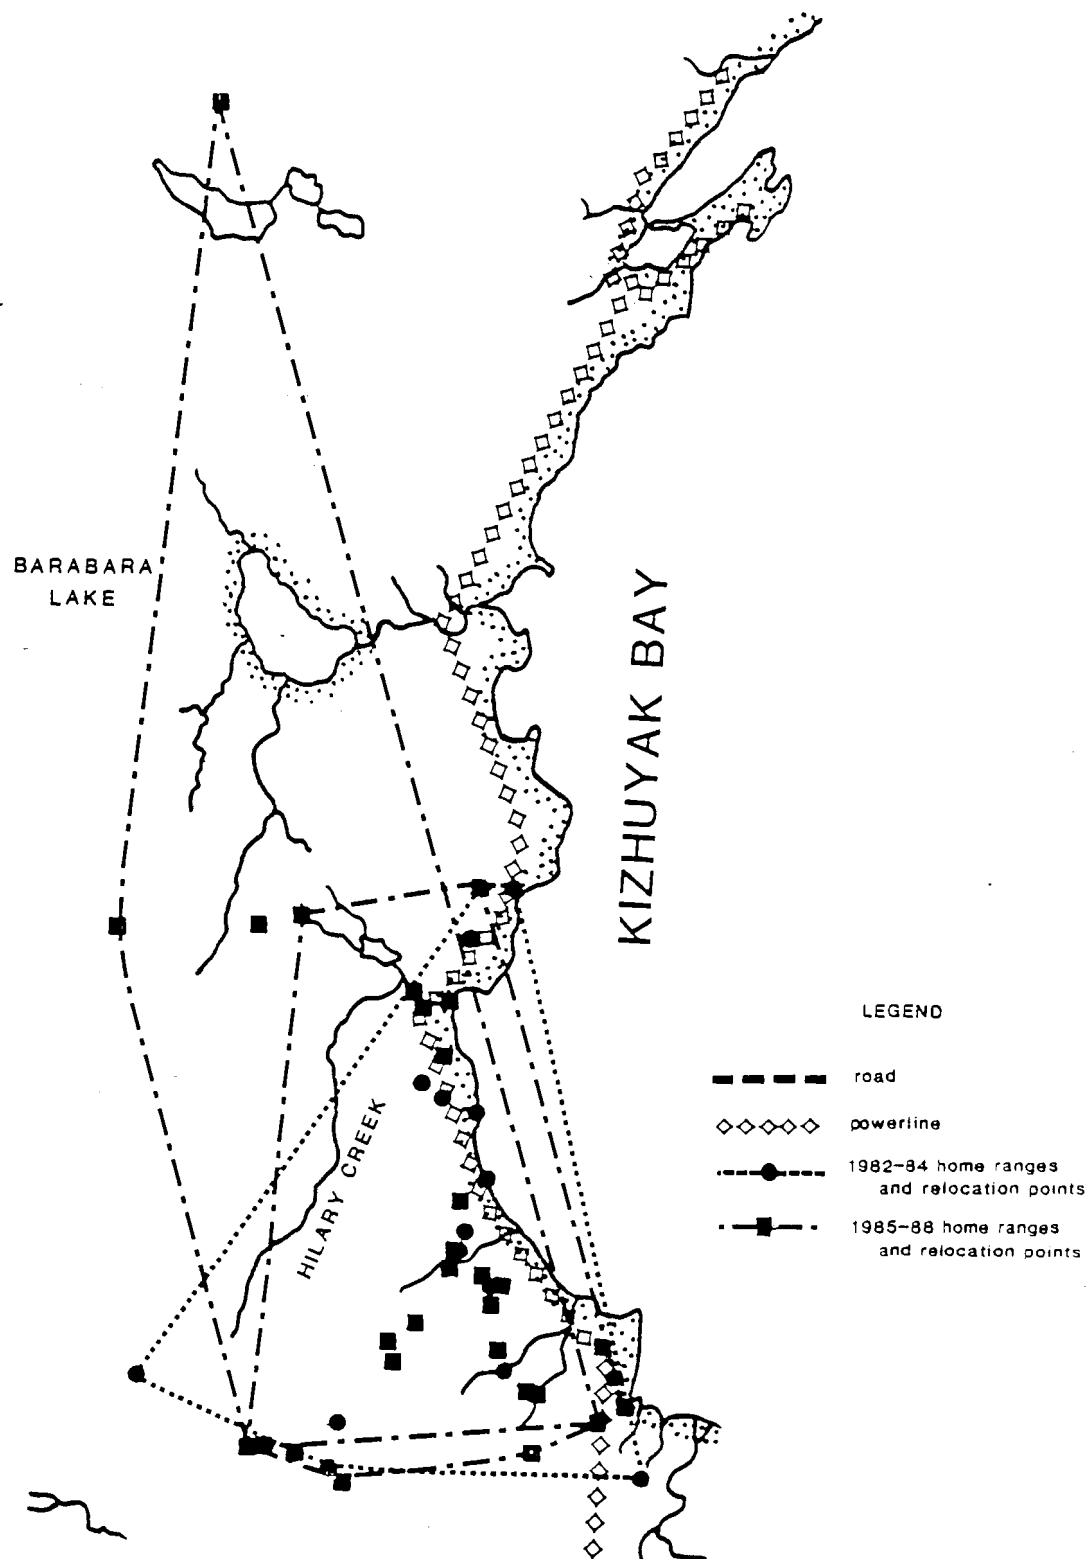 BARABARA
LAKE
KIZHUYAK BAY
HILARY CREEK
LEGEND
road
powerline
1982-84 home ranges
and relocation points
1985-88 home ranges
and relocation points